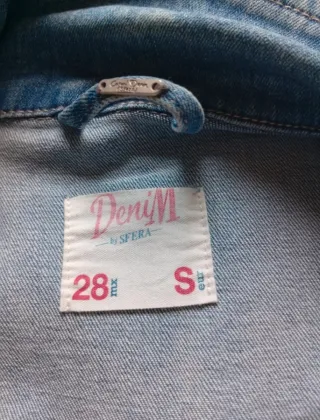 DeniM
by SFERA
28 mx S eur